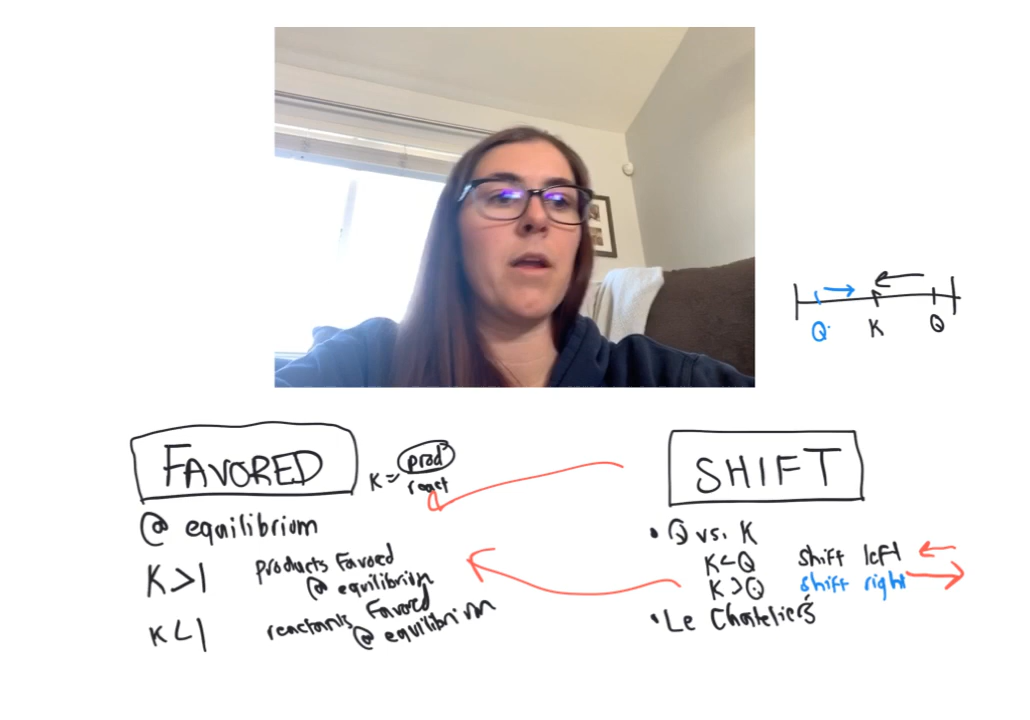 Q K Q
FAVORED
K = prod / react
@ equilibrium
K>1 products Favored @ equilibrium
K<1 reactants Favored @ equilibrium
SHIFT
• Q vs. K
K<Q shift left
K>Q shift right
• Le Chatelier's